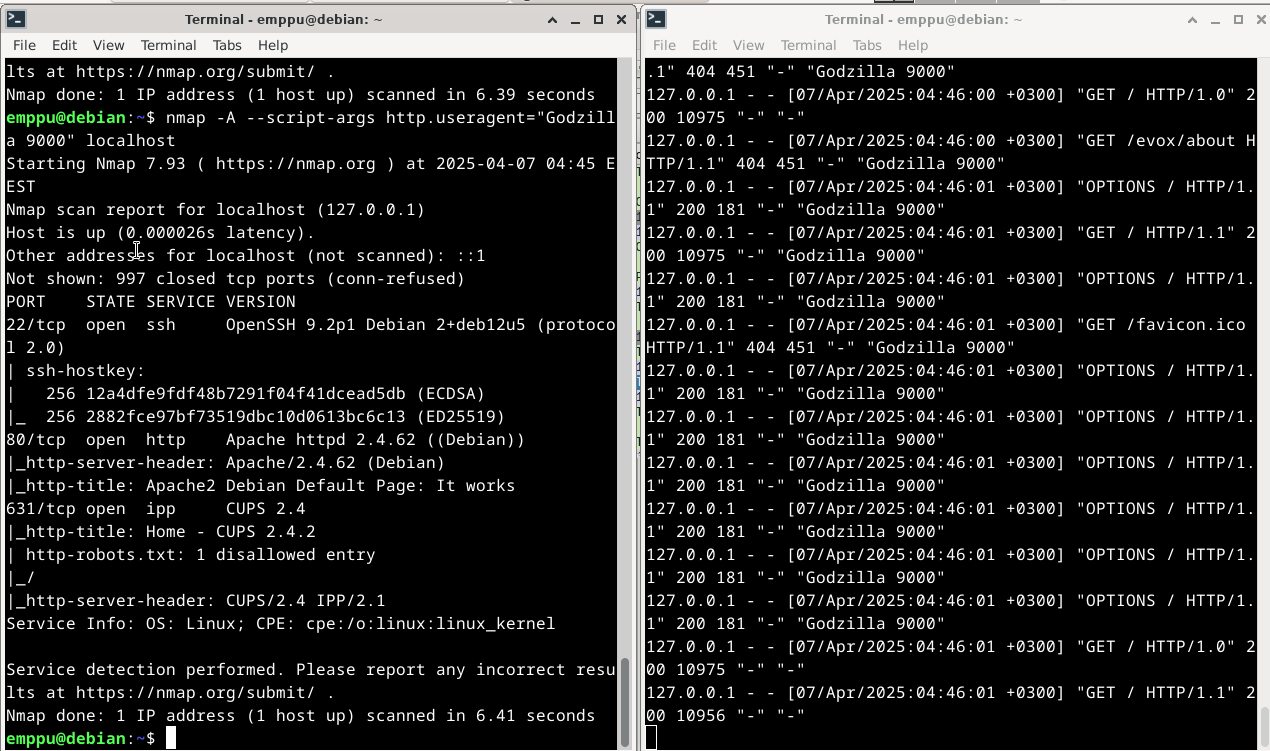 Terminal - emppu@debian: ~
File Edit View Terminal Tabs Help
lts at https://nmap.org/submit/ .
Nmap done: 1 IP address (1 host up) scanned in 6.39 seconds
emppu@debian:~$ nmap -A --script-args http.useragent="Godzill
a 9000" localhost
Starting Nmap 7.93 ( https://nmap.org ) at 2025-04-07 04:45 E
EST
Nmap scan report for localhost (127.0.0.1)
Host is up (0.000026s latency).
Other addresses for localhost (not scanned): ::1
Not shown: 997 closed tcp ports (conn-refused)
PORT    STATE SERVICE VERSION
22/tcp  open  ssh     OpenSSH 9.2p1 Debian 2+deb12u5 (protoco
l 2.0)
| ssh-hostkey:
|   256 12a4dfe9fdf48b7291f04f41dcead5db (ECDSA)
|_  256 2882fce97bf73519dbc10d0613bc6c13 (ED25519)
80/tcp  open  http    Apache httpd 2.4.62 ((Debian))
|_http-server-header: Apache/2.4.62 (Debian)
|_http-title: Apache2 Debian Default Page: It works
631/tcp open  ipp     CUPS 2.4
|_http-title: Home - CUPS 2.4.2
| http-robots.txt: 1 disallowed entry
|_/
|_http-server-header: CUPS/2.4 IPP/2.1
Service Info: OS: Linux; CPE: cpe:/o:linux:linux_kernel
Service detection performed. Please report any incorrect resu
lts at https://nmap.org/submit/ .
Nmap done: 1 IP address (1 host up) scanned in 6.41 seconds
emppu@debian:~$
Terminal - emppu@debian: ~
File Edit View Terminal Tabs Help
.1" 404 451 "-" "Godzilla 9000"
127.0.0.1 - - [07/Apr/2025:04:46:00 +0300] "GET / HTTP/1.0" 2
00 10975 "-" "-"
127.0.0.1 - - [07/Apr/2025:04:46:01 +0300] "GET /evox/about H
TTP/1.1" 404 451 "-" "Godzilla 9000"
127.0.0.1 - - [07/Apr/2025:04:46:01 +0300] "OPTIONS / HTTP/1.
1" 200 181 "-" "Godzilla 9000"
127.0.0.1 - - [07/Apr/2025:04:46:01 +0300] "GET / HTTP/1.1" 2
00 10975 "-" "Godzilla 9000"
127.0.0.1 - - [07/Apr/2025:04:46:01 +0300] "OPTIONS / HTTP/1.
1" 200 181 "-" "Godzilla 9000"
127.0.0.1 - - [07/Apr/2025:04:46:01 +0300] "GET /favicon.ico
HTTP/1.1" 404 451 "-" "Godzilla 9000"
127.0.0.1 - - [07/Apr/2025:04:46:01 +0300] "OPTIONS / HTTP/1.
1" 200 181 "-" "Godzilla 9000"
127.0.0.1 - - [07/Apr/2025:04:46:01 +0300] "OPTIONS / HTTP/1.
1" 200 181 "-" "Godzilla 9000"
127.0.0.1 - - [07/Apr/2025:04:46:01 +0300] "OPTIONS / HTTP/1.
1" 200 181 "-" "Godzilla 9000"
127.0.0.1 - - [07/Apr/2025:04:46:01 +0300] "OPTIONS / HTTP/1.
1" 200 181 "-" "Godzilla 9000"
127.0.0.1 - - [07/Apr/2025:04:46:01 +0300] "OPTIONS / HTTP/1.
1" 200 181 "-" "Godzilla 9000"
127.0.0.1 - - [07/Apr/2025:04:46:01 +0300] "OPTIONS / HTTP/1.
1" 200 181 "-" "Godzilla 9000"
127.0.0.1 - - [07/Apr/2025:04:46:01 +0300] "GET / HTTP/1.0" 2
00 10975 "-" "-"
127.0.0.1 - - [07/Apr/2025:04:46:01 +0300] "GET / HTTP/1.1" 2
00 10956 "-" "-"